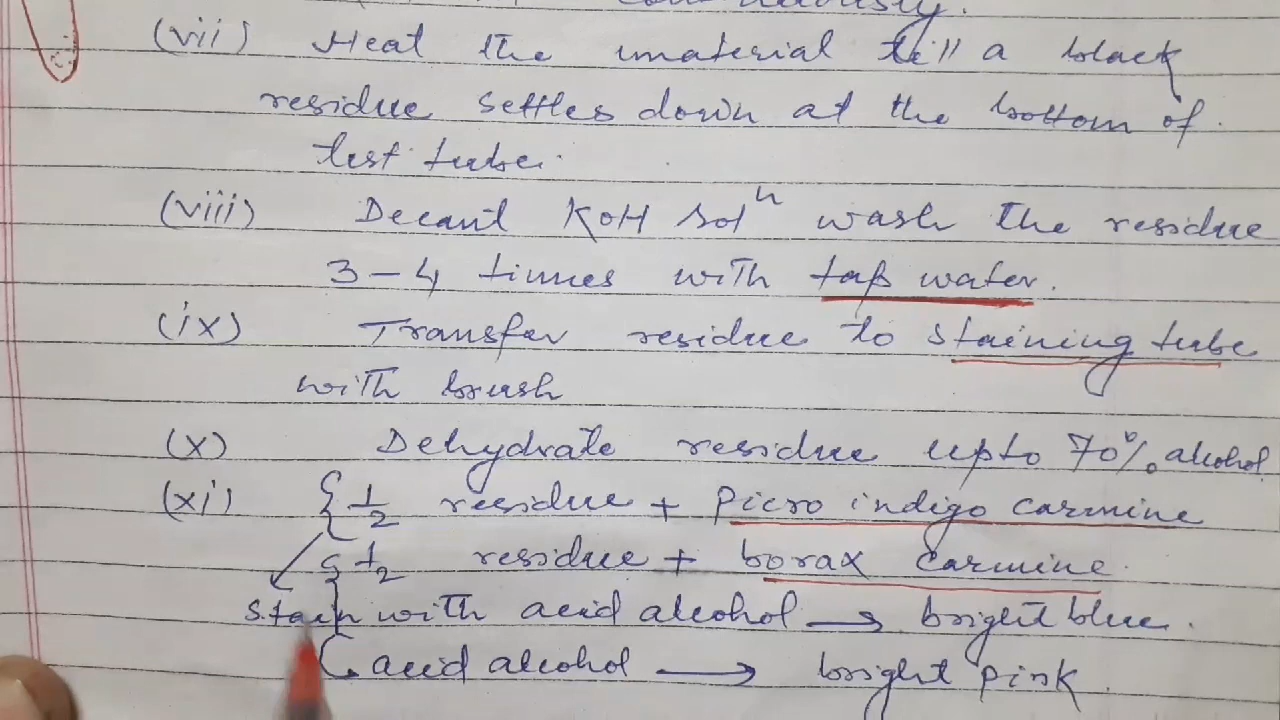 continuously.
(vii) Heat the material till a black
residue settles down at the bottom of
test tube.
(viii) Decant KOH solⁿ wash the residue
3-4 times with tap water.
(ix) Transfer residue to staining tube
with brush
(x) Dehydrate residue upto 70% alcohol
(xi) { 1/2 residue + Picro indigo carmine
{ 1/2 residue + borax carmine.
Stain with acid alcohol → bright blue.
acid alcohol → bright pink